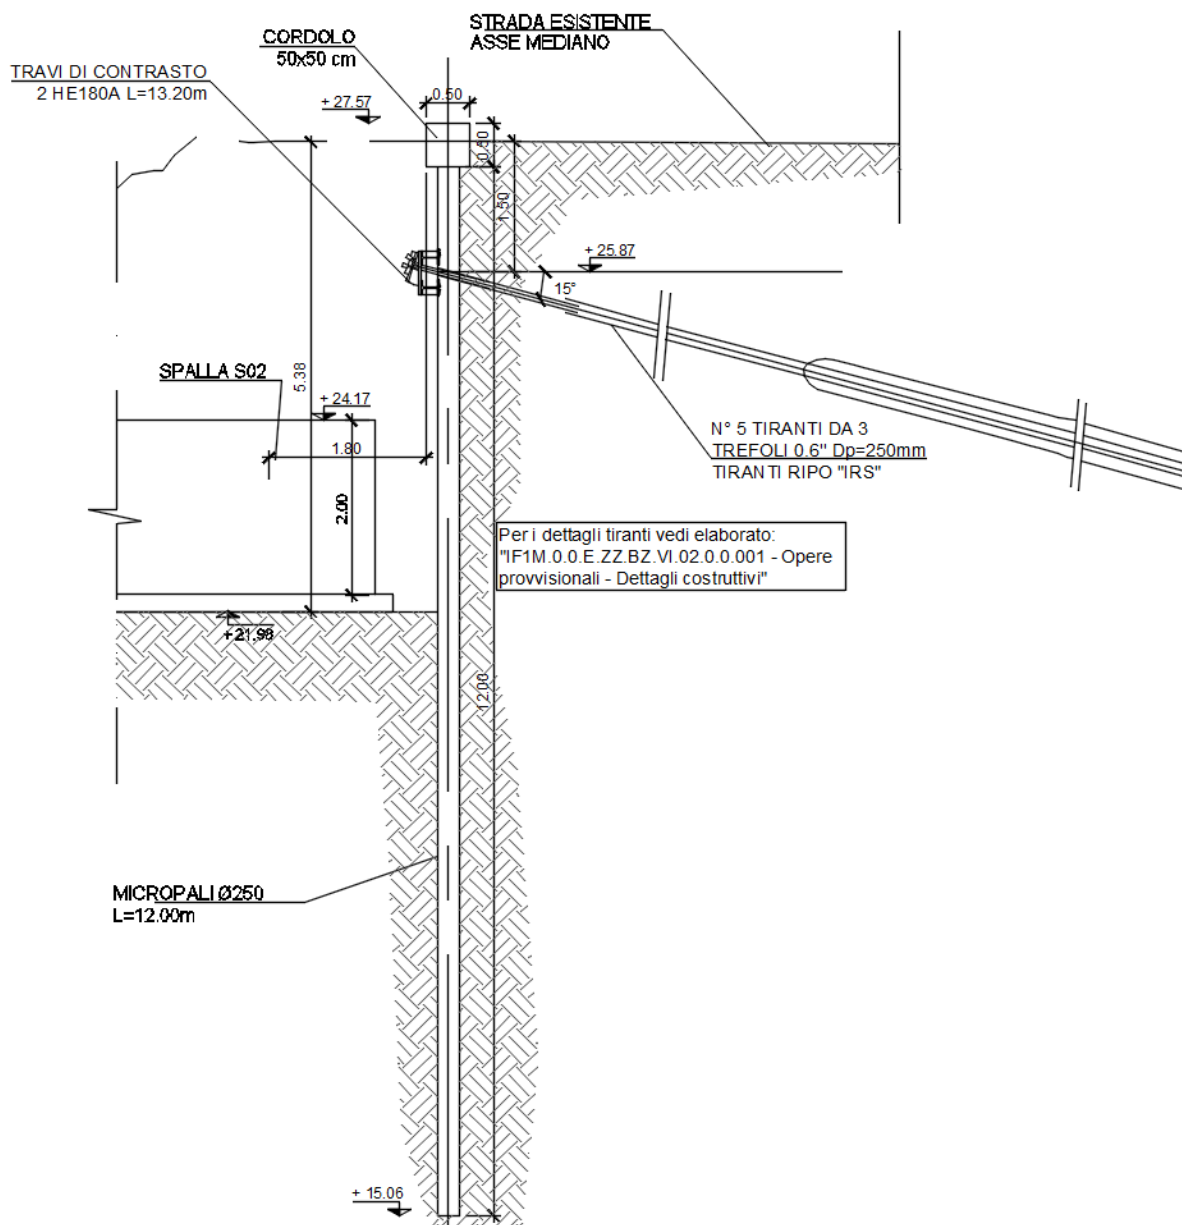 STRADA ESISTENTE
ASSE MEDIANO
CORDOLO
50x50 cm
TRAVI DI CONTRASTO
2 HE180A L=13.20m
+ 27.57
0.50
0.50
1.50
+ 25.87
15°
SPALLA S02
5.38
+ 24.17
1.80
2.00
N° 5 TIRANTI DA 3
TREFOLI 0.6" Dp=250mm
TIRANTI RIPO "IRS"
Per i dettagli tiranti vedi elaborato:
"IF1M.0.0.E.ZZ.BZ.VI.02.0.0.001 - Opere
provvisionali - Dettagli costruttivi"
+21.98
12.00
MICROPALI Ø250
L=12.00m
+ 15.06